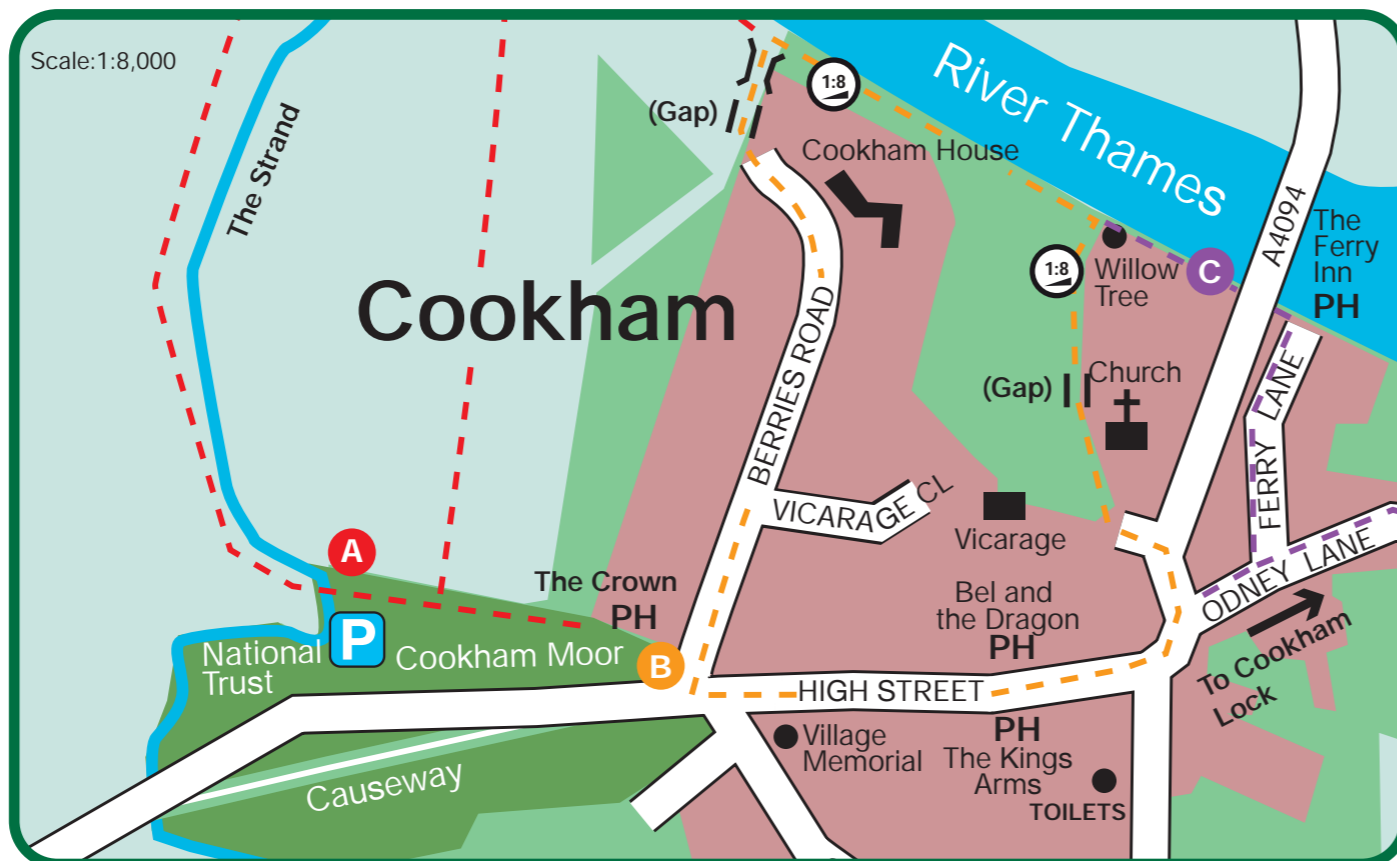 Scale:1:8,000
The Strand
(Gap)
1:8
Cookham House
River Thames
A4094
The
Ferry
Inn
PH
C
Willow
Tree
1:8
Cookham
BERRIES ROAD
(Gap)
Church
FERRY LANE
VICARAGE CL
Vicarage
ODNEY LANE
A
The Crown
PH
Bel and
the Dragon
PH
To Cookham
Lock
P
National
Trust
Cookham Moor
B
HIGH STREET
Village
Memorial
PH
The Kings
Arms
TOILETS
Causeway